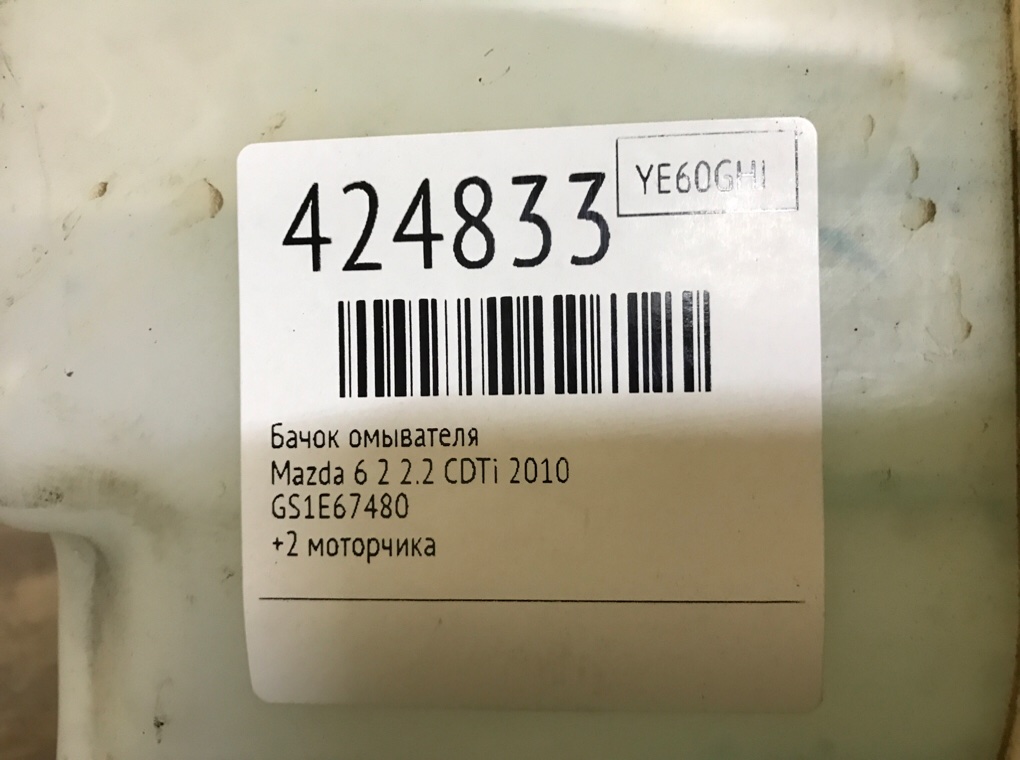 424833
YE60GHI
Бачок омывателя
Mazda 6 2 2.2 CDTi 2010
GS1E67480
+2 моторчика